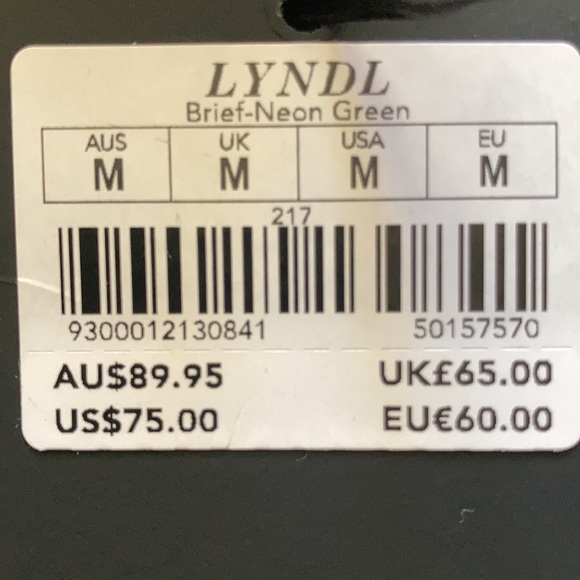 LYNDL
Brief-Neon Green
AUS UK USA EU
M M M M
217
9300012130841 50157570
AU$89.95 UK£65.00
US$75.00 EU€60.00